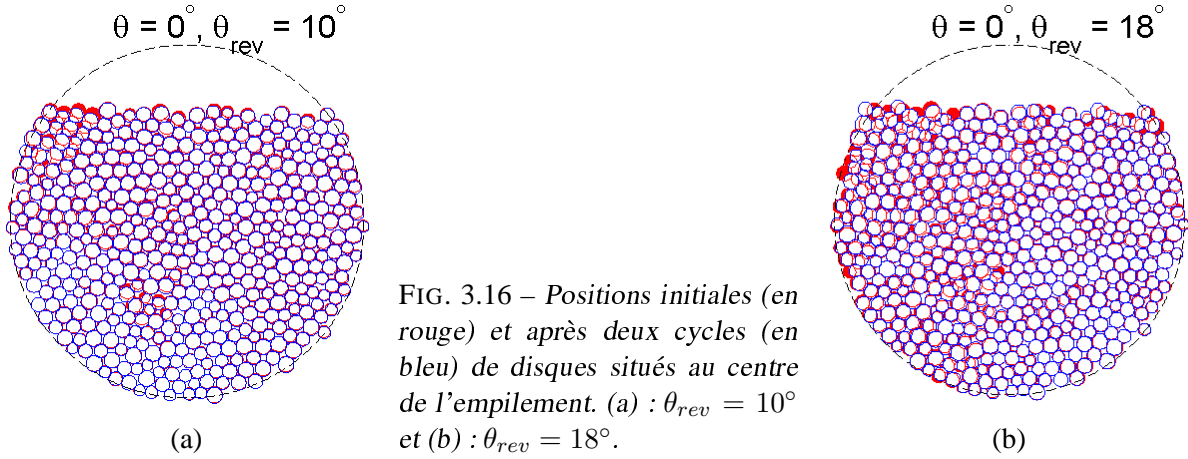 θ = 0°, θrev = 10°
θ = 0°, θrev = 18°
FIG. 3.16 – Positions initiales (en
rouge) et après deux cycles (en
bleu) de disques situés au centre
de l'empilement. (a) : θrev = 10°
et (b) : θrev = 18°.
(a)
(b)